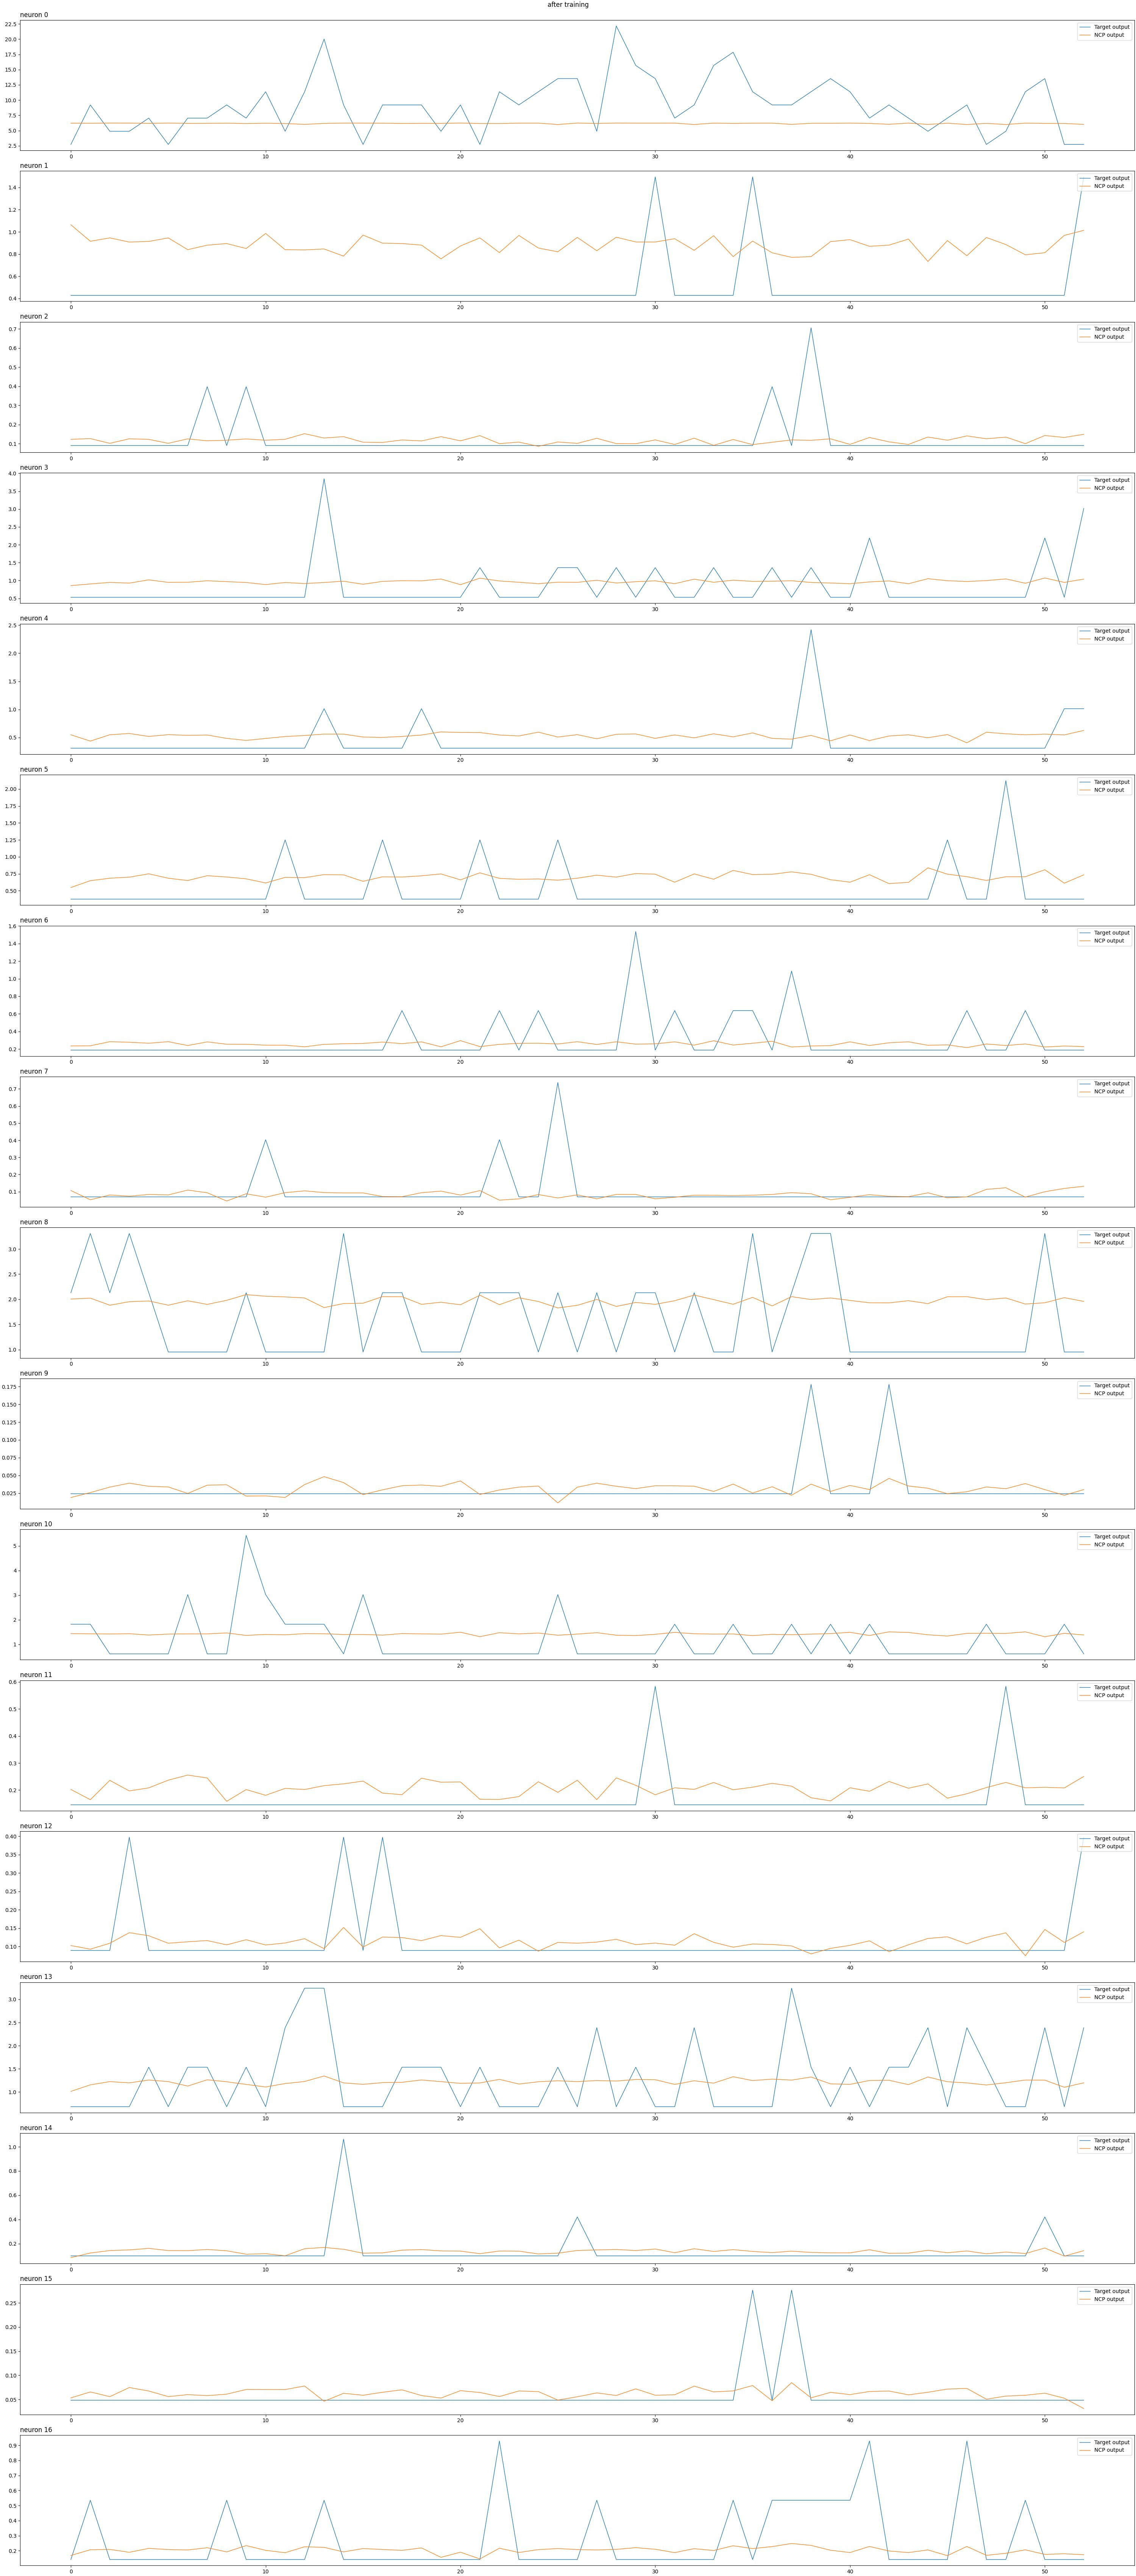 after training
neuron 0
Target output
NCP output
22.5
20.0
17.5
15.0
12.5
10.0
7.5
5.0
2.5
0 10 20 30 40 50
neuron 1
Target output
NCP output
1.4
1.2
1.0
0.8
0.6
0.4
0 10 20 30 40 50
neuron 2
Target output
NCP output
0.7
0.6
0.5
0.4
0.3
0.2
0.1
0 10 20 30 40 50
neuron 3
Target output
NCP output
4.0
3.5
3.0
2.5
2.0
1.5
1.0
0.5
0 10 20 30 40 50
neuron 4
Target output
NCP output
2.5
2.0
1.5
1.0
0.5
0 10 20 30 40 50
neuron 5
Target output
NCP output
2.00
1.75
1.50
1.25
1.00
0.75
0.50
0 10 20 30 40 50
neuron 6
Target output
NCP output
1.6
1.4
1.2
1.0
0.8
0.6
0.4
0.2
0 10 20 30 40 50
neuron 7
Target output
NCP output
0.7
0.6
0.5
0.4
0.3
0.2
0.1
0 10 20 30 40 50
neuron 8
Target output
NCP output
3.0
2.5
2.0
1.5
1.0
0 10 20 30 40 50
neuron 9
Target output
NCP output
0.175
0.150
0.125
0.100
0.075
0.050
0.025
0 10 20 30 40 50
neuron 10
Target output
NCP output
5
4
3
2
1
0 10 20 30 40 50
neuron 11
Target output
NCP output
0.6
0.5
0.4
0.3
0.2
0 10 20 30 40 50
neuron 12
Target output
NCP output
0.40
0.35
0.30
0.25
0.20
0.15
0.10
0 10 20 30 40 50
neuron 13
Target output
NCP output
3.0
2.5
2.0
1.5
1.0
0 10 20 30 40 50
neuron 14
Target output
NCP output
1.0
0.8
0.6
0.4
0.2
0 10 20 30 40 50
neuron 15
Target output
NCP output
0.25
0.20
0.15
0.10
0.05
0 10 20 30 40 50
neuron 16
Target output
NCP output
0.9
0.8
0.7
0.6
0.5
0.4
0.3
0.2
0 10 20 30 40 50